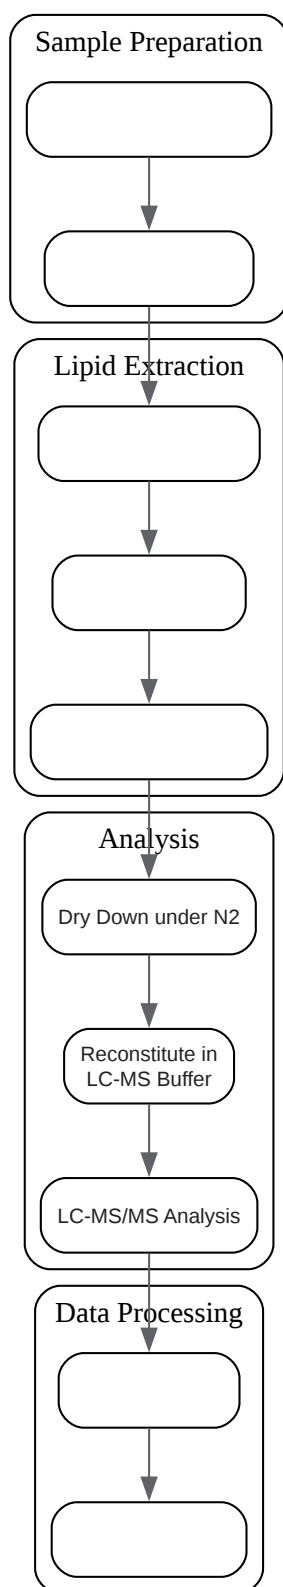 Sample Preparation
Lipid Extraction
Analysis
Dry Down under N2
Reconstitute in
LC-MS Buffer
LC-MS/MS Analysis
Data Processing